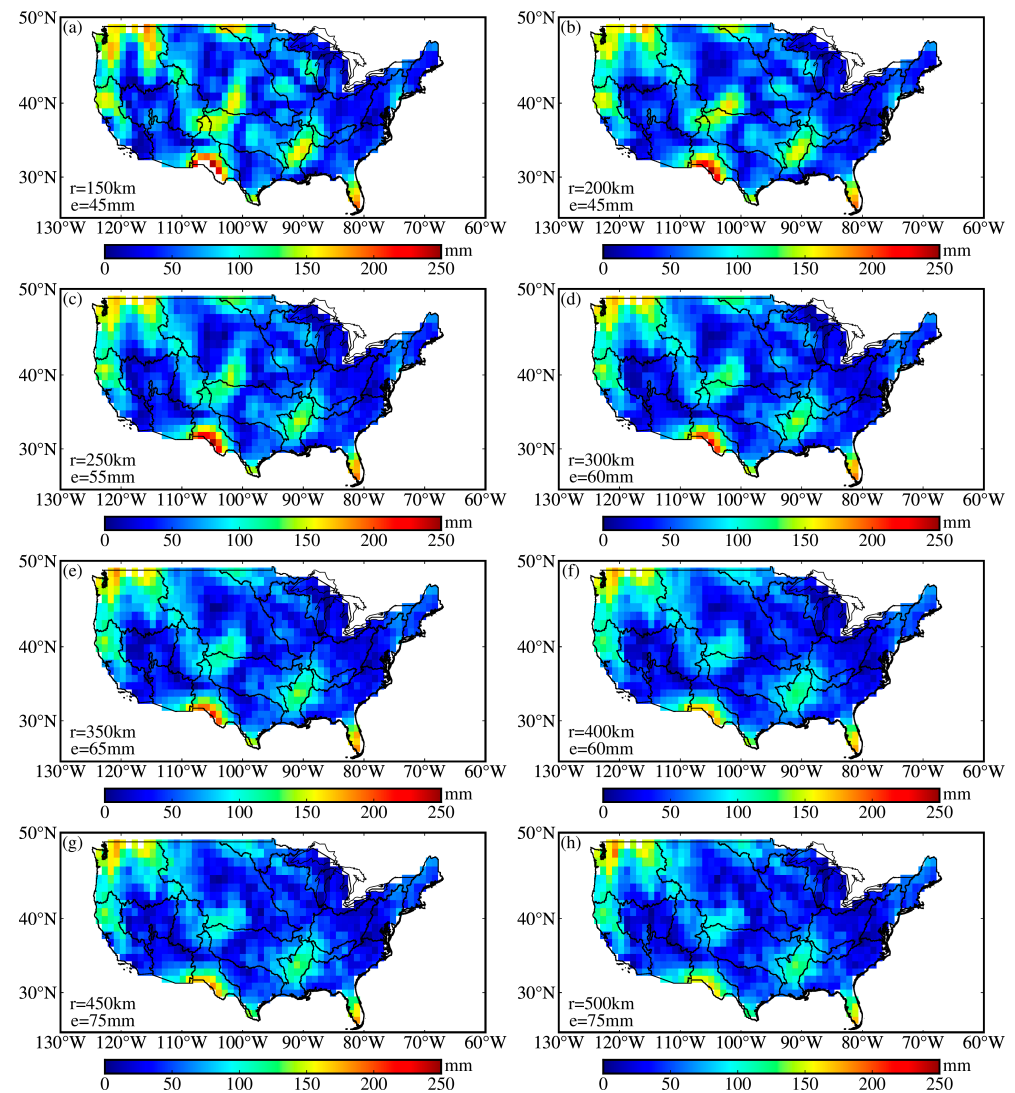 50°N (a) 50°N (b)
40°N 40°N
30°N 30°N
r=150km r=200km
e=45mm e=45mm
130°W 120°W 110°W 100°W 90°W 80°W 70°W 60°W 130°W 120°W 110°W 100°W 90°W 80°W 70°W 60°W
mm mm
0 50 100 150 200 250 0 50 100 150 200 250
50°N (c) 50°N (d)
40°N 40°N
30°N 30°N
r=250km r=300km
e=55mm e=60mm
130°W 120°W 110°W 100°W 90°W 80°W 70°W 60°W 130°W 120°W 110°W 100°W 90°W 80°W 70°W 60°W
mm mm
0 50 100 150 200 250 0 50 100 150 200 250
50°N (e) 50°N (f)
40°N 40°N
30°N 30°N
r=350km r=400km
e=65mm e=60mm
130°W 120°W 110°W 100°W 90°W 80°W 70°W 60°W 130°W 120°W 110°W 100°W 90°W 80°W 70°W 60°W
mm mm
0 50 100 150 200 250 0 50 100 150 200 250
50°N (g) 50°N (h)
40°N 40°N
30°N 30°N
r=450km r=500km
e=75mm e=75mm
130°W 120°W 110°W 100°W 90°W 80°W 70°W 60°W 130°W 120°W 110°W 100°W 90°W 80°W 70°W 60°W
mm mm
0 50 100 150 200 250 0 50 100 150 200 250